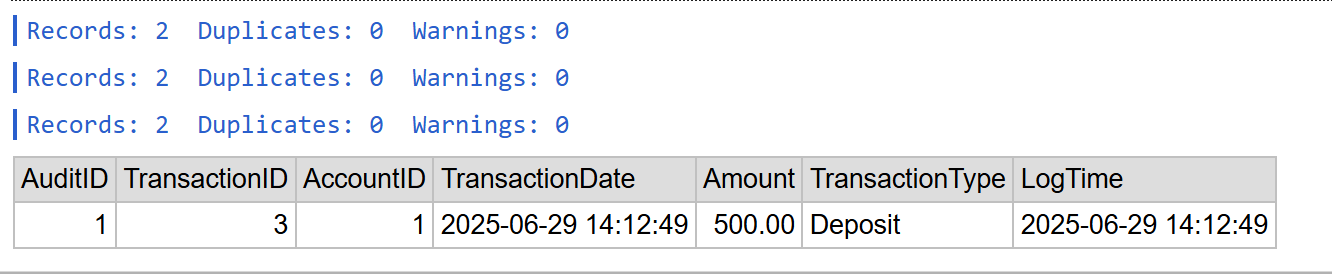 Records: 2  Duplicates: 0  Warnings: 0
Records: 2  Duplicates: 0  Warnings: 0
Records: 2  Duplicates: 0  Warnings: 0
AuditID TransactionID AccountID TransactionDate Amount TransactionType LogTime
1 3 1 2025-06-29 14:12:49 500.00 Deposit 2025-06-29 14:12:49